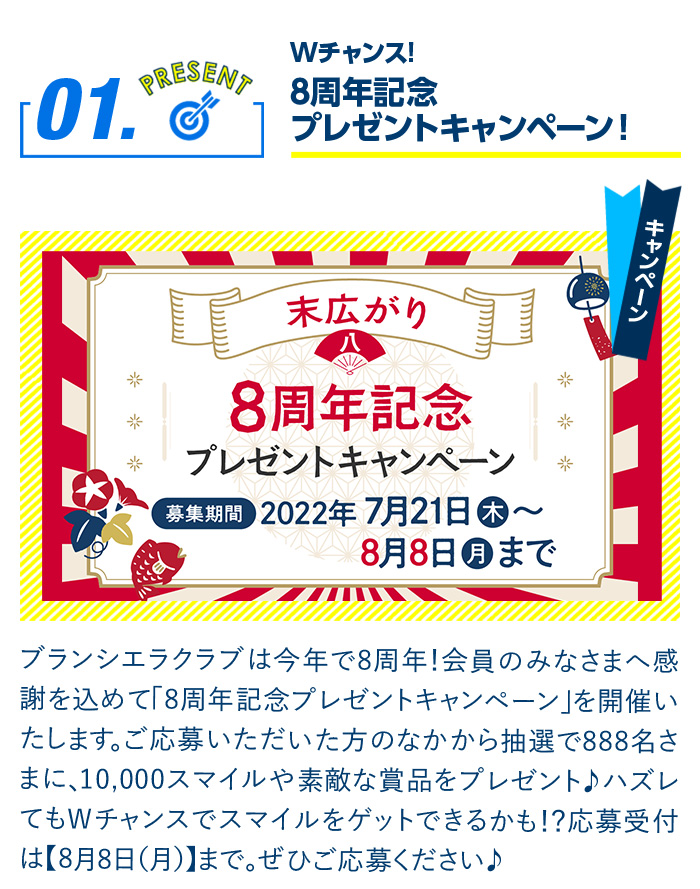 01.
PRESENT
Wチャンス!
8周年記念
プレゼントキャンペーン!
キャンペーン
末広がり
八
8周年記念
プレゼントキャンペーン
募集期間 2022年 7月21日(木)～
8月8日(月)まで
ブランシエラクラブは今年で8周年!会員のみなさまへ感
謝を込めて「8周年記念プレゼントキャンペーン」を開催い
たします。ご応募いただいた方のなかから抽選で888名さ
まに、10,000スマイルや素敵な賞品をプレゼント♪ハズレ
てもWチャンスでスマイルをゲットできるかも!?応募受付
は【8月8日(月)】まで。ぜひご応募ください♪